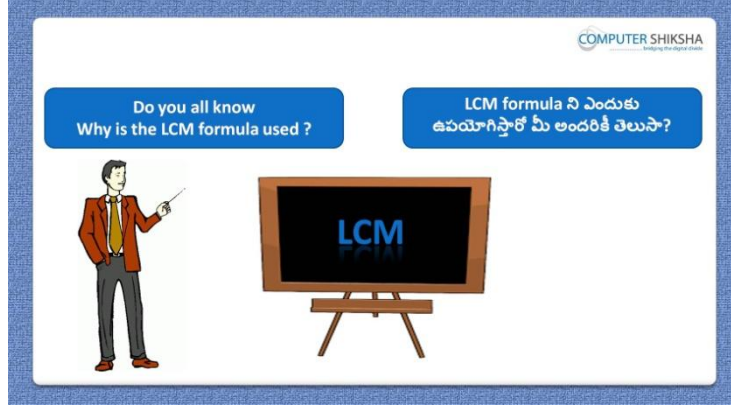 COMPUTER SHIKSHA
bridging the digital divide
Do you all know
Why is the LCM formula used ?
LCM formula ని ఎందుకు
ఉపయోగిస్తారో మీ అందరికీ తెలుసా?
LCM